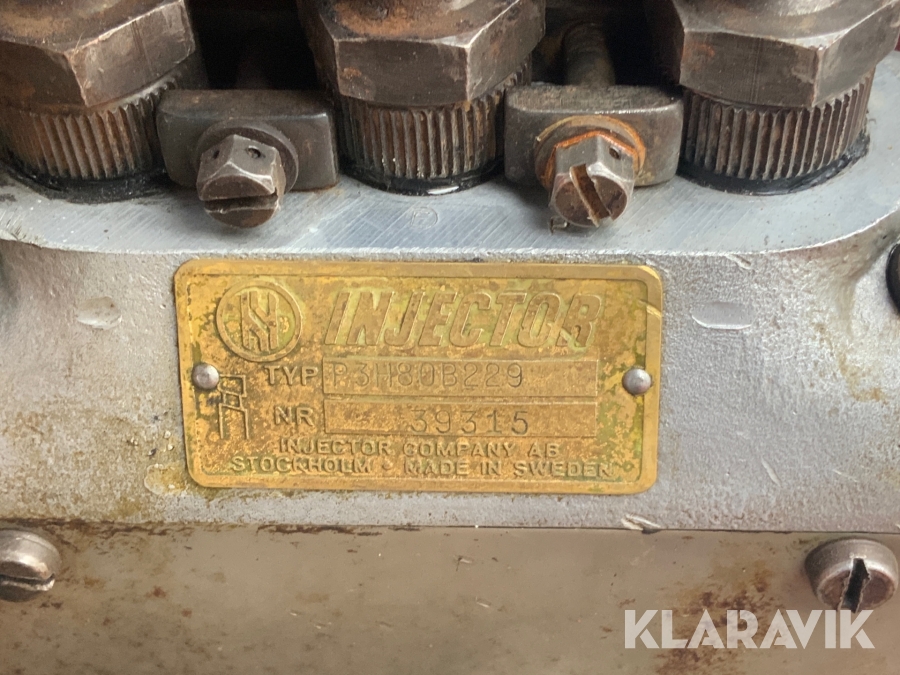 INJECTOR
TYP P3H80B229
NR 39315
INJECTOR COMPANY AB
STOCKHOLM · MADE IN SWEDEN
KLARAVIK